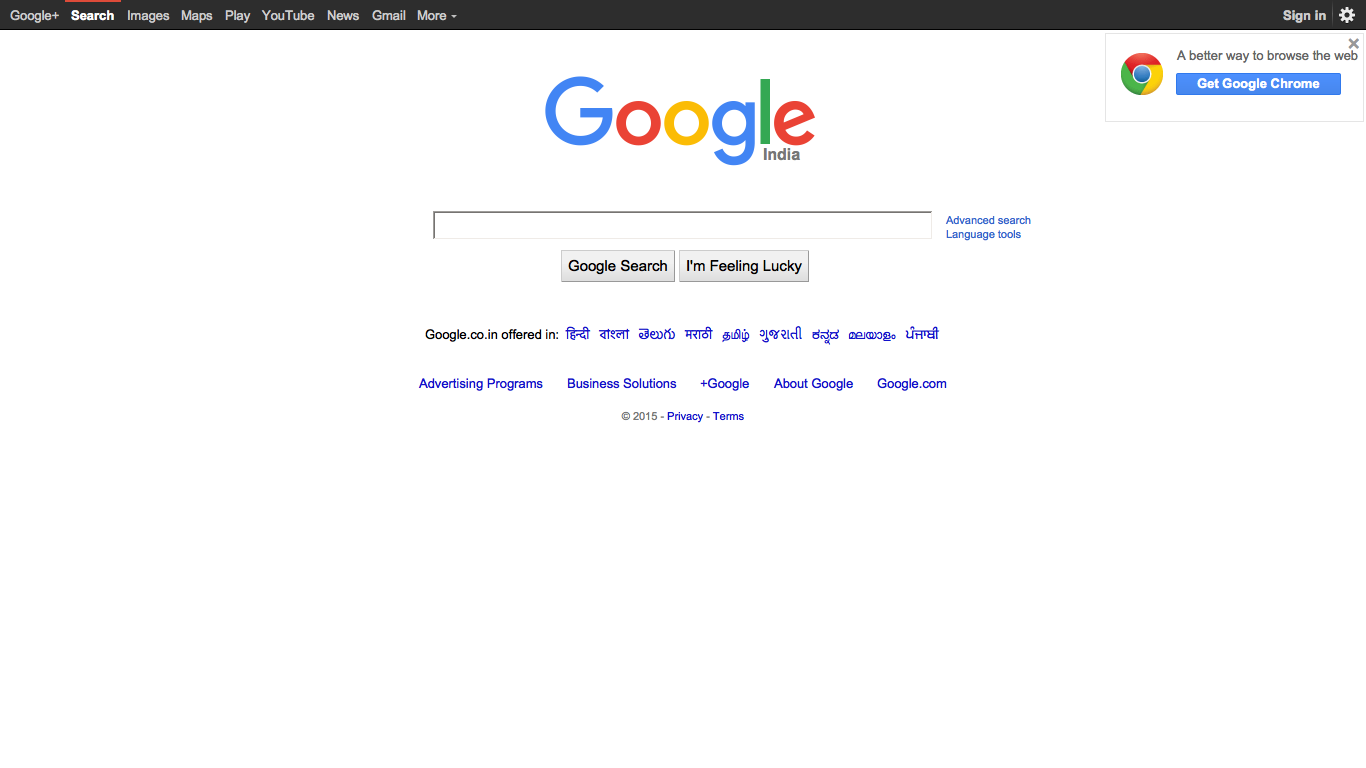 Google+ Search Images Maps Play YouTube News Gmail More Sign in
A better way to browse the web
Get Google Chrome
Google
India
Advanced search
Language tools
Google Search I'm Feeling Lucky
Google.co.in offered in: हिन्दी বাংলা తెలుగు मराठी தமிழ் ગુજરાતી ಕನ್ನಡ മലയാളം ਪੰਜਾਬੀ
Advertising Programs Business Solutions +Google About Google Google.com
© 2015 - Privacy - Terms